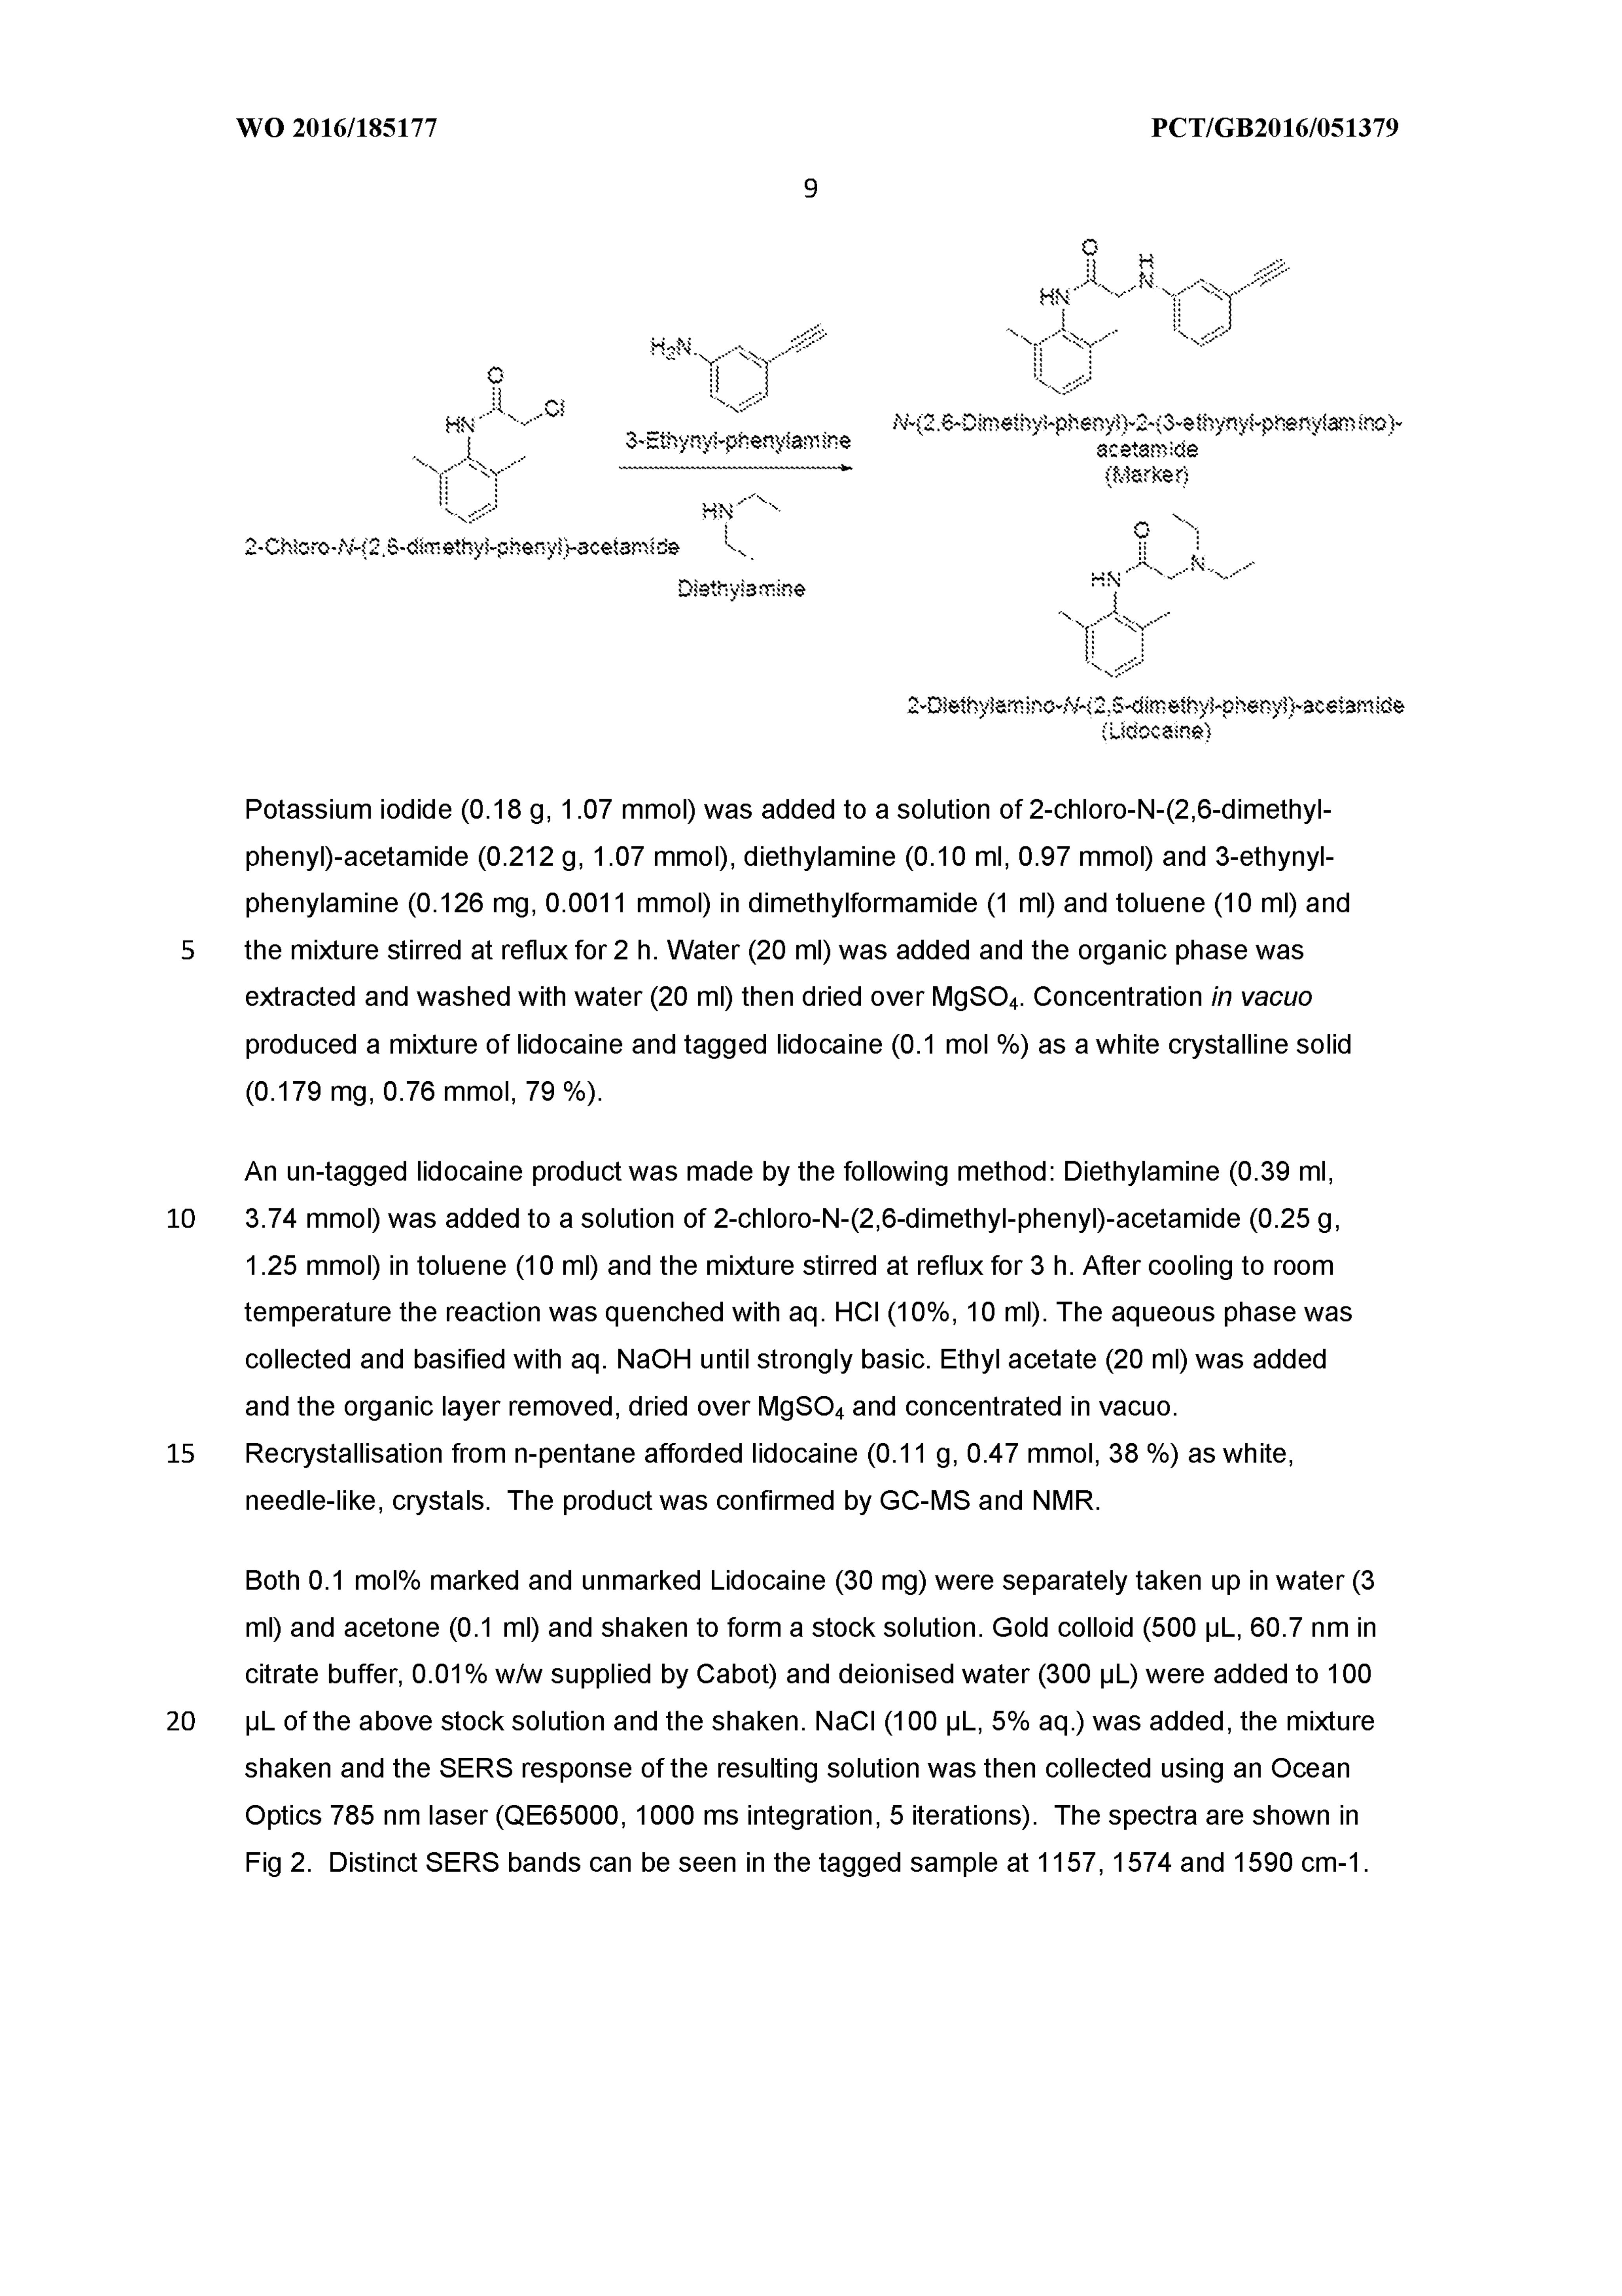 WO 2016/185177 PCT/GB2016/051379
9
O
HN
Cl
2-Chloro-N-(2,6-dimethyl-phenyl)-acetamide
H2N
3-Ethynyl-phenylamine
HN
Diethylamine
O
HN
H
N
N-(2,6-Dimethyl-phenyl)-2-(3-ethynyl-phenylamino)-
acetamide
(Marker)
O
HN
N
2-Diethylamino-N-(2,6-dimethyl-phenyl)-acetamide
(Lidocaine)
Potassium iodide (0.18 g, 1.07 mmol) was added to a solution of 2-chloro-N-(2,6-dimethyl-
phenyl)-acetamide (0.212 g, 1.07 mmol), diethylamine (0.10 ml, 0.97 mmol) and 3-ethynyl-
phenylamine (0.126 mg, 0.0011 mmol) in dimethylformamide (1 ml) and toluene (10 ml) and
5 the mixture stirred at reflux for 2 h. Water (20 ml) was added and the organic phase was
extracted and washed with water (20 ml) then dried over MgSO4. Concentration in vacuo
produced a mixture of lidocaine and tagged lidocaine (0.1 mol %) as a white crystalline solid
(0.179 mg, 0.76 mmol, 79 %).
An un-tagged lidocaine product was made by the following method: Diethylamine (0.39 ml,
10 3.74 mmol) was added to a solution of 2-chloro-N-(2,6-dimethyl-phenyl)-acetamide (0.25 g,
1.25 mmol) in toluene (10 ml) and the mixture stirred at reflux for 3 h. After cooling to room
temperature the reaction was quenched with aq. HCl (10%, 10 ml). The aqueous phase was
collected and basified with aq. NaOH until strongly basic. Ethyl acetate (20 ml) was added
and the organic layer removed, dried over MgSO4 and concentrated in vacuo.
15 Recrystallisation from n-pentane afforded lidocaine (0.11 g, 0.47 mmol, 38 %) as white,
needle-like, crystals. The product was confirmed by GC-MS and NMR.
Both 0.1 mol% marked and unmarked Lidocaine (30 mg) were separately taken up in water (3
ml) and acetone (0.1 ml) and shaken to form a stock solution. Gold colloid (500 µL, 60.7 nm in
citrate buffer, 0.01% w/w supplied by Cabot) and deionised water (300 µL) were added to 100
20 µL of the above stock solution and the shaken. NaCl (100 µL, 5% aq.) was added, the mixture
shaken and the SERS response of the resulting solution was then collected using an Ocean
Optics 785 nm laser (QE65000, 1000 ms integration, 5 iterations). The spectra are shown in
Fig 2. Distinct SERS bands can be seen in the tagged sample at 1157, 1574 and 1590 cm-1.